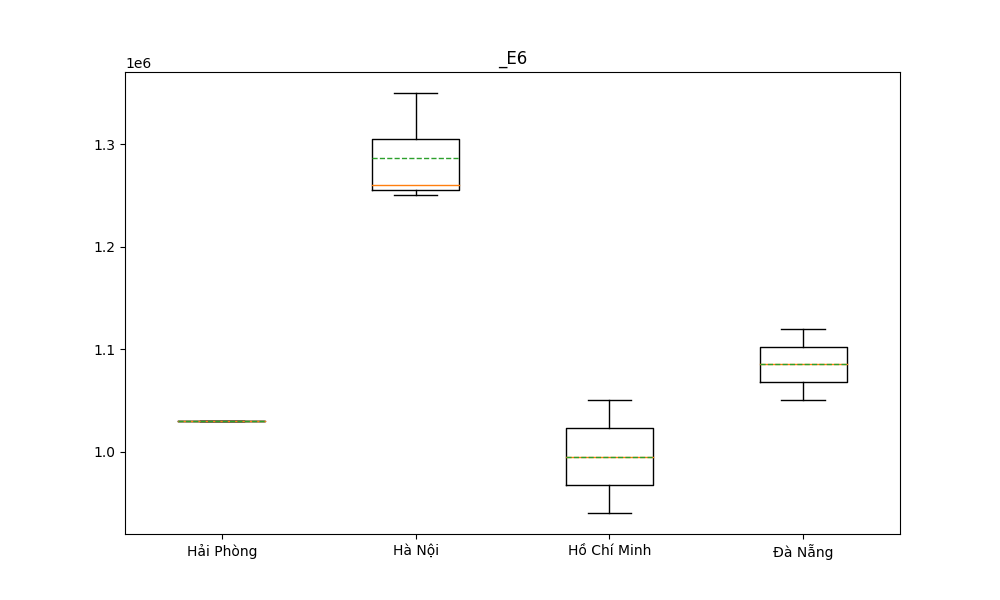 _E6
1e6
1.3
1.2
1.1
1.0
Hải Phòng
Hà Nội
Hồ Chí Minh
Đà Nẵng